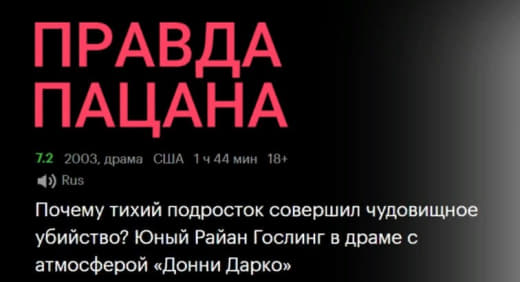 ПРАВДА
ПАЦАНА
7.2 2003, драма США 1 ч 44 мин 18+
Rus
Почему тихий подросток совершил чудовищное
убийство? Юный Райан Гослинг в драме с
атмосферой «Донни Дарко»